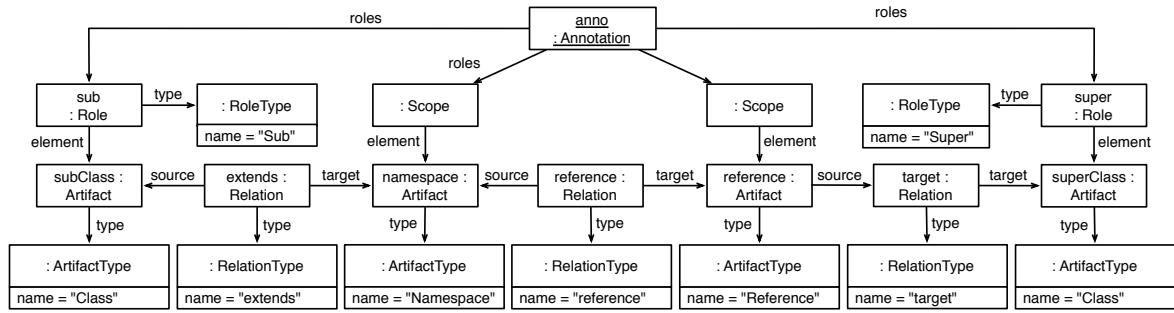 anno
: Annotation
roles
roles
roles
sub
: Role
type
: RoleType
name = "Sub"
: Scope
: Scope
: RoleType
name = "Super"
type
super
: Role
element
element
element
element
subClass :
Artifact
source
extends :
Relation
target
namespace :
Artifact
source
reference :
Relation
target
reference :
Artifact
source
target :
Relation
target
superClass :
Artifact
type
type
type
type
type
type
type
: ArtifactType
name = "Class"
: RelationType
name = "extends"
: ArtifactType
name = "Namespace"
: RelationType
name = "reference"
: ArtifactType
name = "Reference"
: RelationType
name = "target"
: ArtifactType
name = "Class"